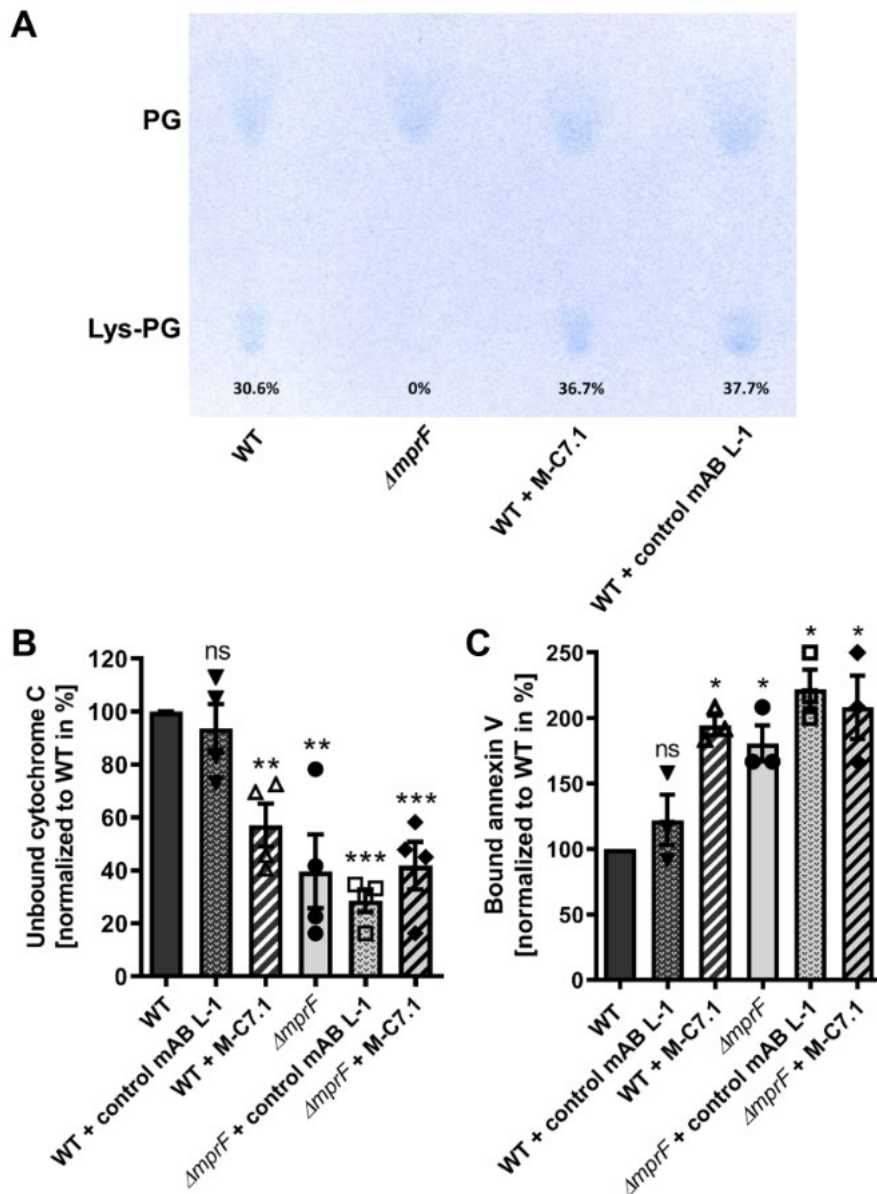 A
PG
Lys-PG
30.6% 0% 36.7% 37.7%
WT
ΔmprF
WT + M-C7.1
WT + control mAB L-1
B
Unbound cytochrome C
[normalized to WT in %]
120
100
80
60
40
20
0
ns
**
**
***
***
WT
WT + control mAB L-1
WT + M-C7.1
ΔmprF
ΔmprF + control mAB L-1
ΔmprF + M-C7.1
C
Bound annexin V
[normalized to WT in %]
250
200
150
100
50
0
ns
*
*
*
*
WT
WT + control mAB L-1
WT + M-C7.1
ΔmprF
ΔmprF + control mAB L-1
ΔmprF + M-C7.1